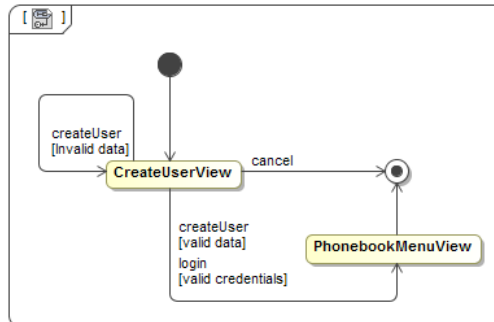 [ ]
createUser
[Invalid data]
CreateUserView
cancel
createUser
[valid data]
login
[valid credentials]
PhonebookMenuView